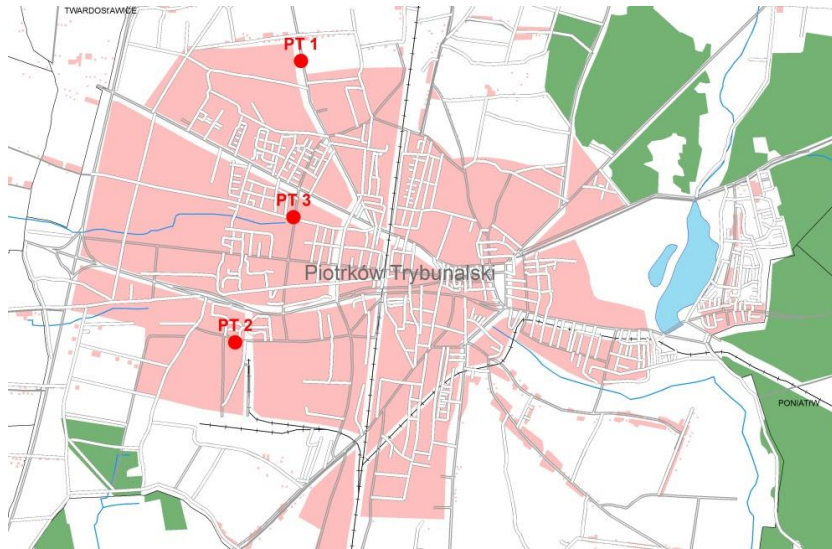 TWARDOSŁAWICE
PT 1
PT 3
Piotrków Trybunalski
PT 2
PONIATÓW